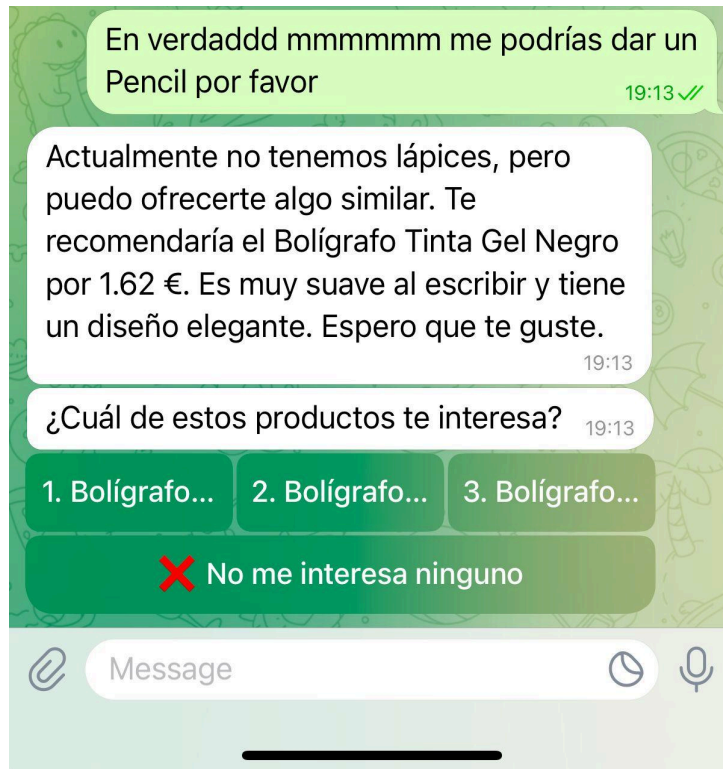 En verdaddd mmmmmm me podrías dar un
Pencil por favor
19:13
Actualmente no tenemos lápices, pero
puedo ofrecerte algo similar. Te
recomendaría el Bolígrafo Tinta Gel Negro
por 1.62 €. Es muy suave al escribir y tiene
un diseño elegante. Espero que te guste.
19:13
¿Cuál de estos productos te interesa? 19:13
1. Bolígrafo... 2. Bolígrafo... 3. Bolígrafo...
❌ No me interesa ninguno
Message